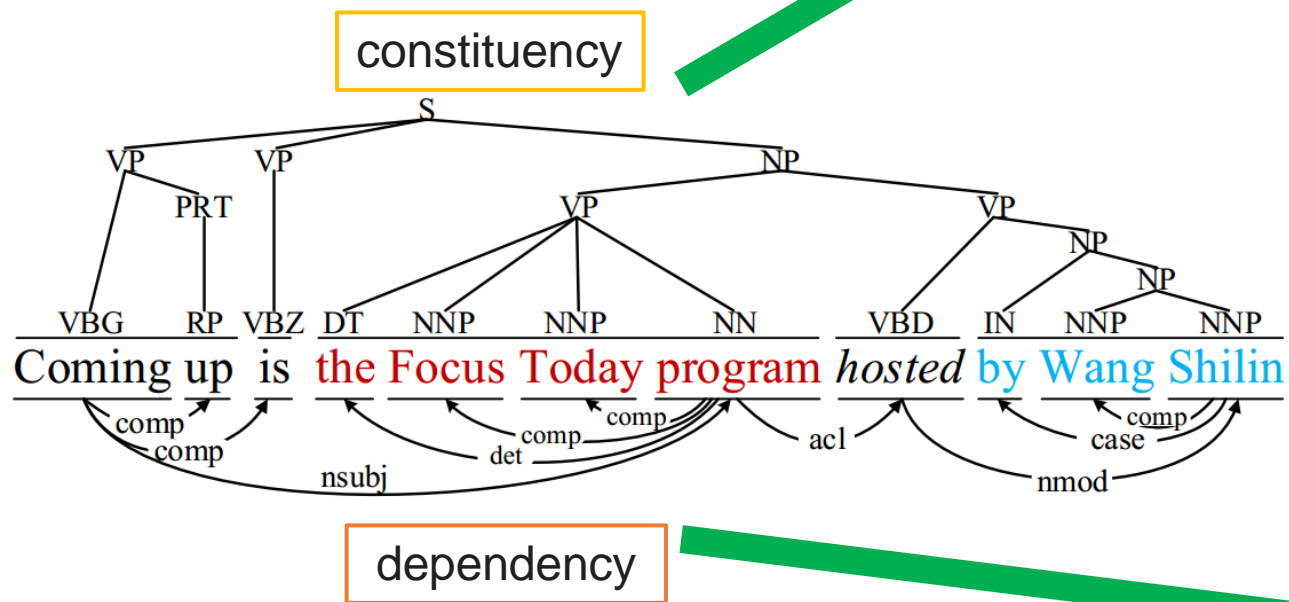 constituency
S
VP VP NP
PRT VP VP
NP
NP
VBG RP VBZ DT NNP NNP NN VBD IN NNP NNP
Coming up is the Focus Today program hosted by Wang Shilin
comp comp comp
comp acl case
comp det
nsubj nmod
dependency